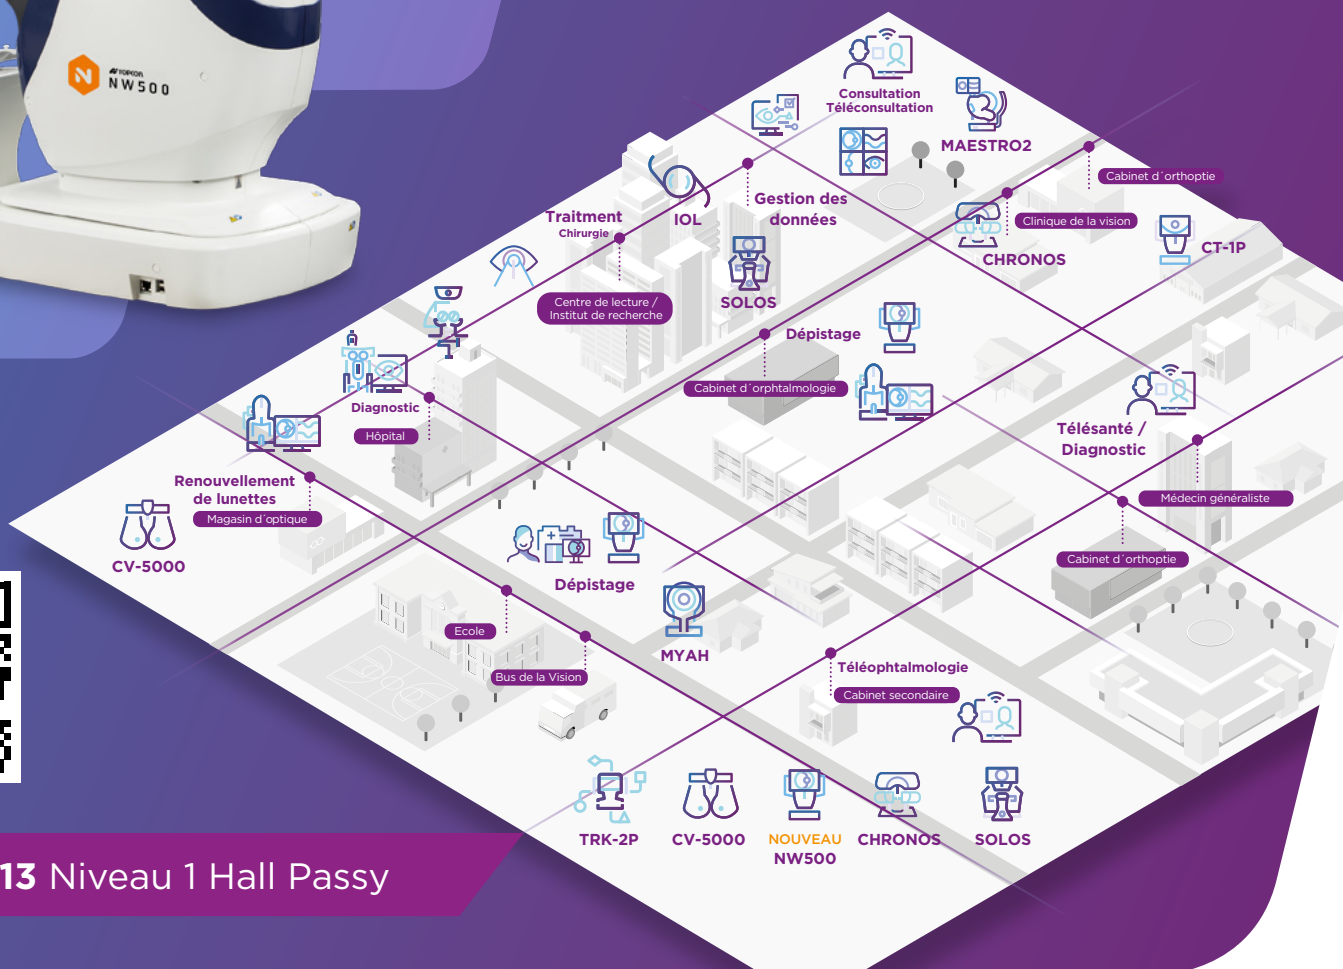 TOPCON
NW500
Consultation
Téléconsultation
MAESTRO2
Cabinet d´orthoptie
IOL
Gestion des
données
Traitment
Chirurgie
Clinique de la vision
CT-1P
CHRONOS
Centre de lecture /
Institut de recherche
SOLOS
Dépistage
Cabinet d´orphtalmologie
Diagnostic
Hôpital
Télésanté /
Diagnostic
Renouvellement
de lunettes
Magasin d´optique
Médecin généraliste
CV-5000
Cabinet d´orthoptie
Dépistage
Ecole
MYAH
Bus de la Vision
Téléophtalmologie
Cabinet secondaire
TRK-2P
CV-5000
NOUVEAU
NW500
CHRONOS
SOLOS
13 Niveau 1 Hall Passy